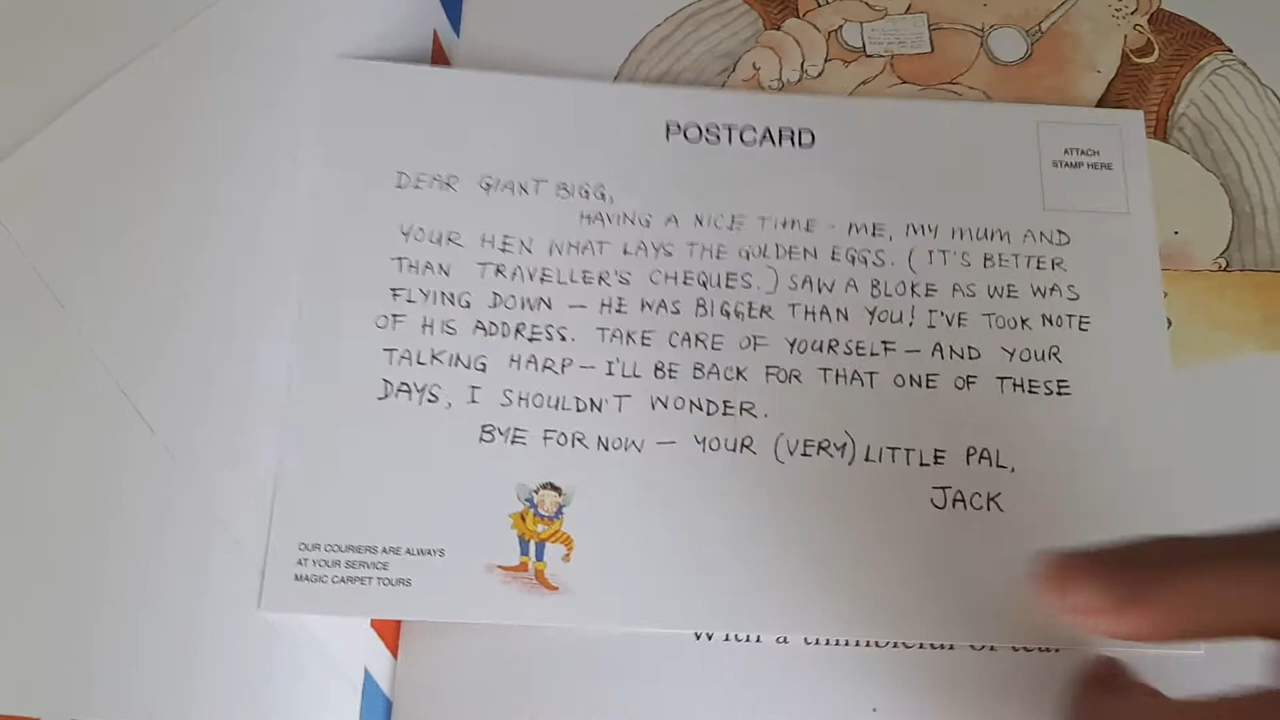 POSTCARD
ATTACH
STAMP HERE
DEAR GIANT BIGG,
HAVING A NICE TIME - ME, MY MUM AND
YOUR HEN WHAT LAYS THE GOLDEN EGGS. (IT'S BETTER
THAN TRAVELLER'S CHEQUES.) SAW A BLOKE AS WE WAS
FLYING DOWN — HE WAS BIGGER THAN YOU! I'VE TOOK NOTE
OF HIS ADDRESS. TAKE CARE OF YOURSELF — AND YOUR
TALKING HARP — I'LL BE BACK FOR THAT ONE OF THESE
DAYS, I SHOULDN'T WONDER.
BYE FOR NOW — YOUR (VERY) LITTLE PAL,
JACK
OUR COURIERS ARE ALWAYS
AT YOUR SERVICE
MAGIC CARPET TOURS
With a thimbleful of tea.